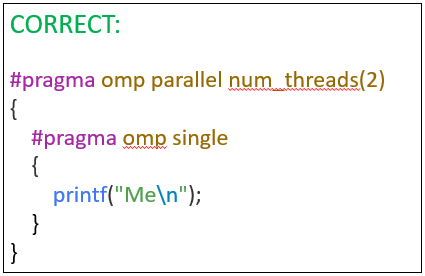 CORRECT:
#pragma omp parallel num_threads(2)
{
#pragma omp single
{
printf("Me\n");
}
}